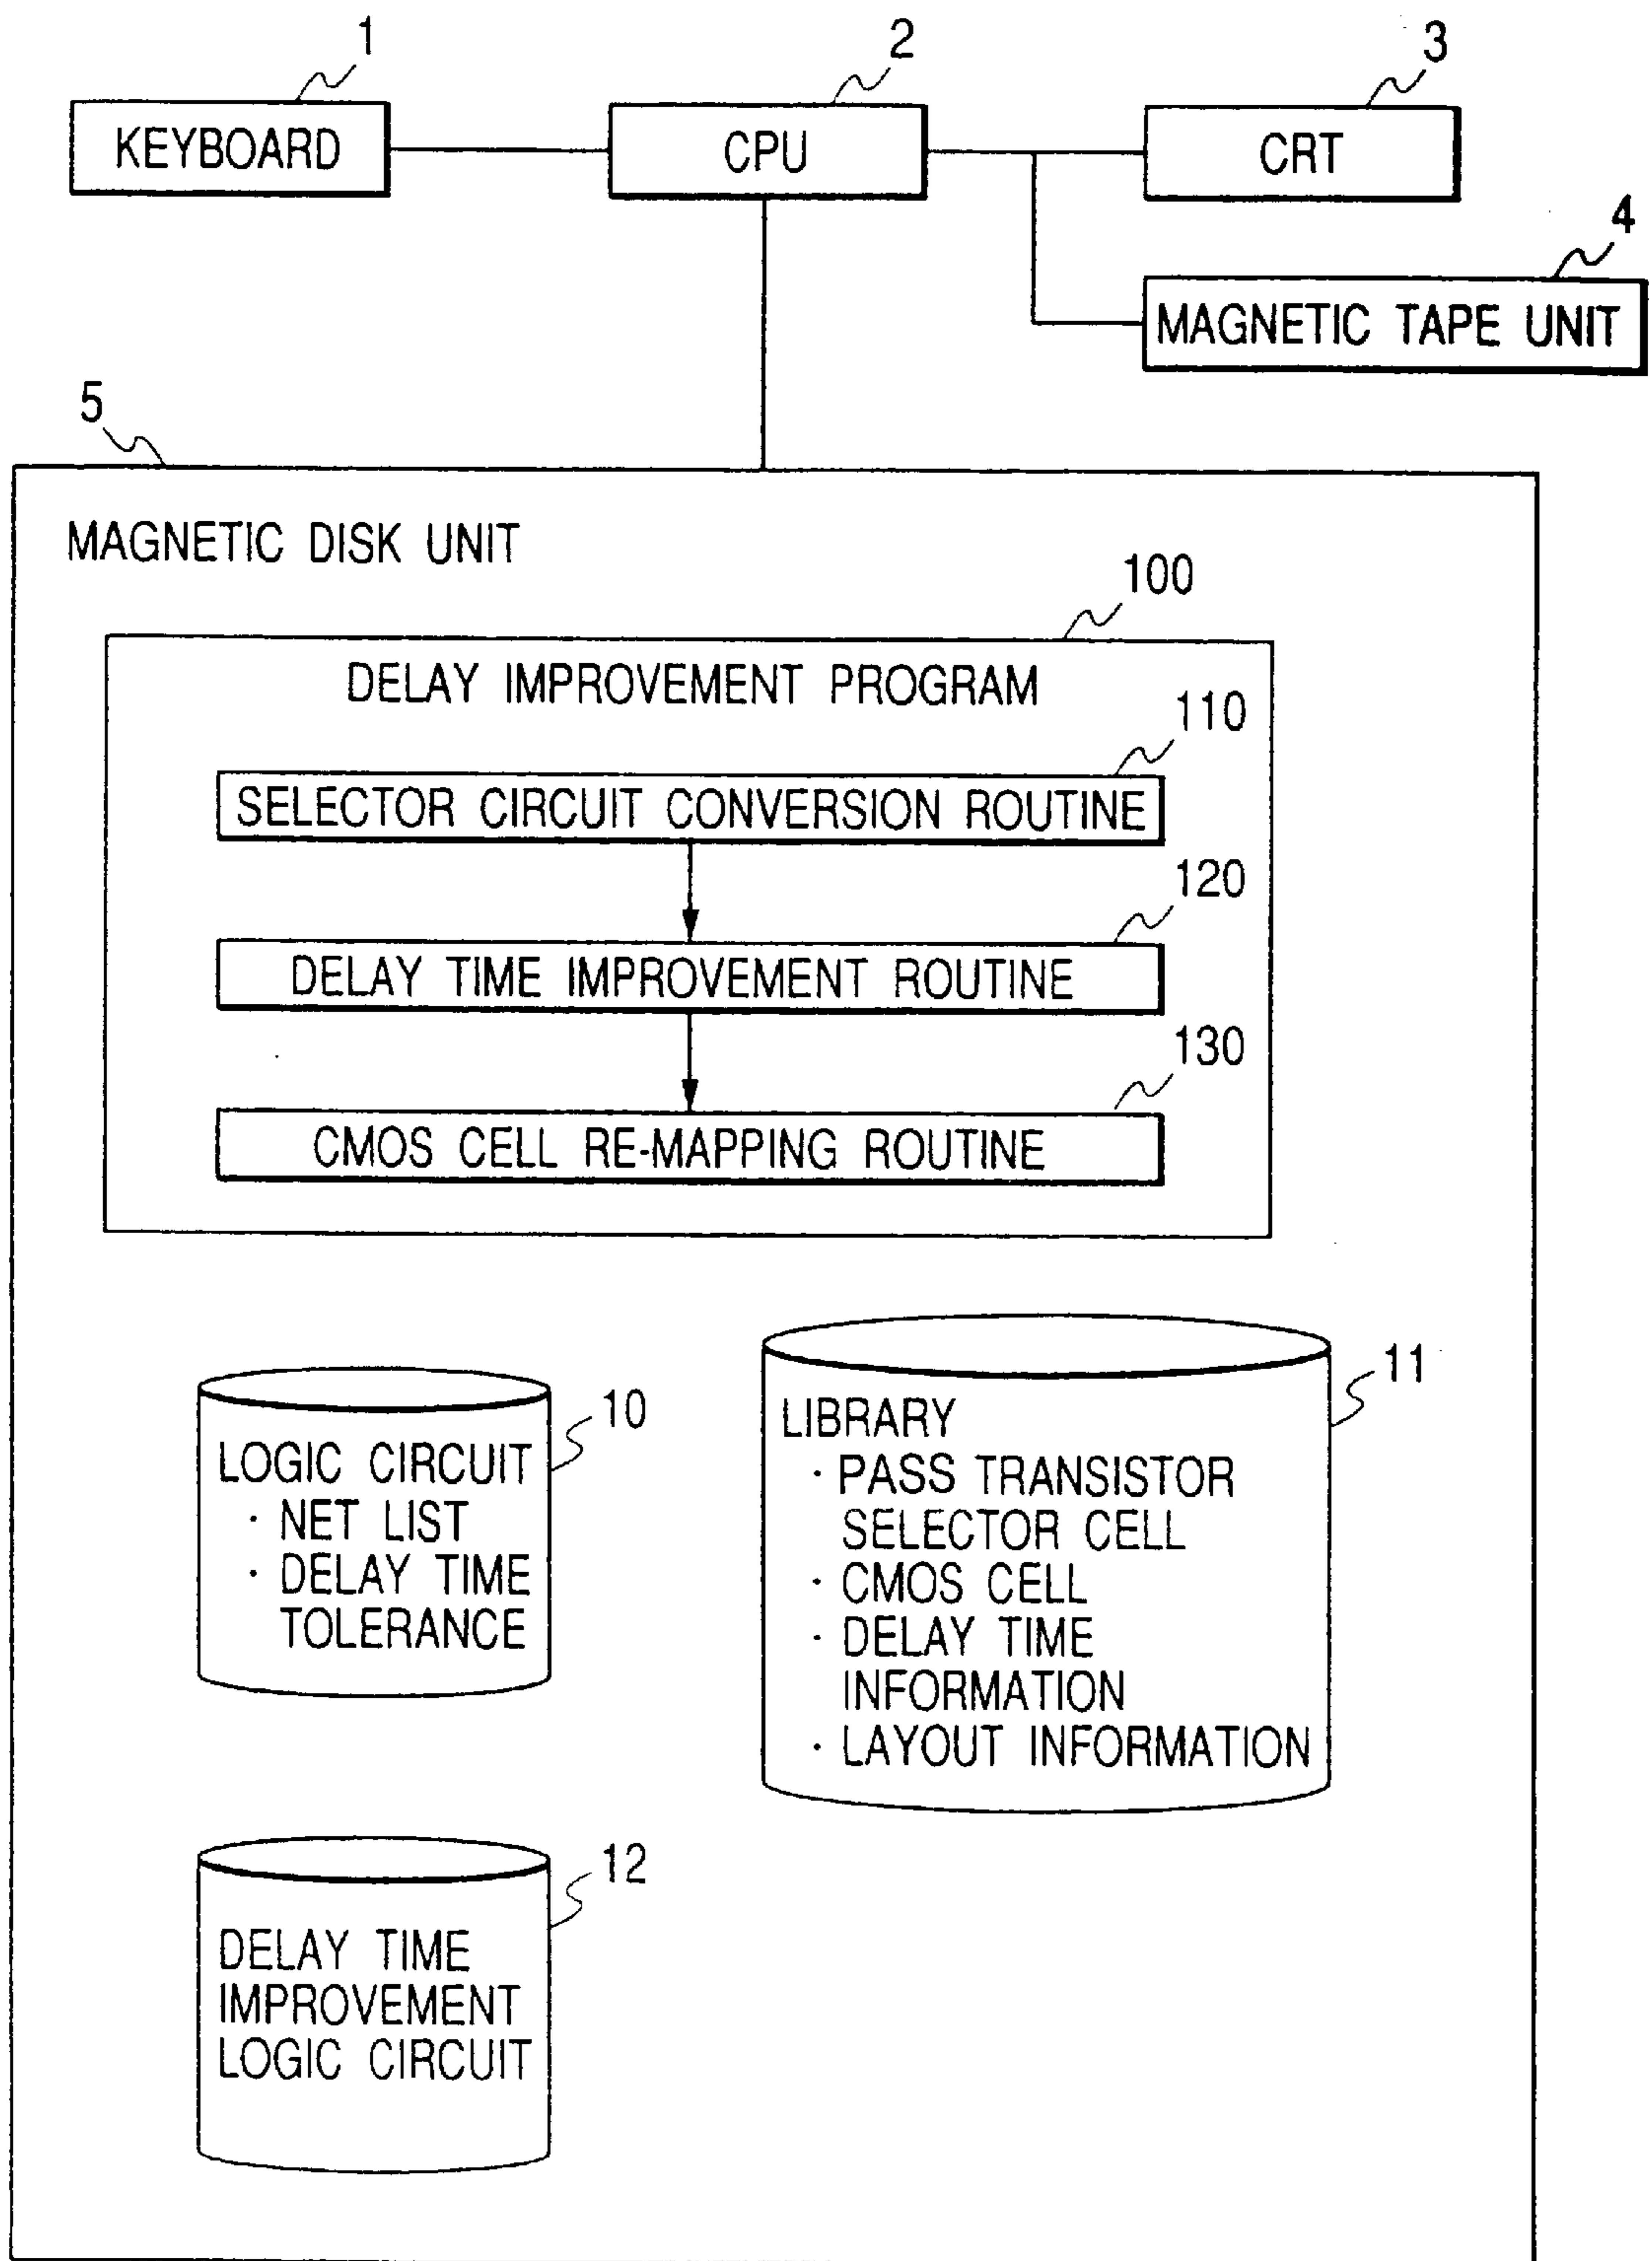 1
2
3
KEYBOARD
CPU
CRT
4
MAGNETIC TAPE UNIT
5
MAGNETIC DISK UNIT
100
DELAY IMPROVEMENT PROGRAM
110
SELECTOR CIRCUIT CONVERSION ROUTINE
120
DELAY TIME IMPROVEMENT ROUTINE
130
CMOS CELL RE-MAPPING ROUTINE
10
LOGIC CIRCUIT
· NET LIST
· DELAY TIME
TOLERANCE
11
LIBRARY
· PASS TRANSISTOR
SELECTOR CELL
· CMOS CELL
· DELAY TIME
INFORMATION
· LAYOUT INFORMATION
12
DELAY TIME
IMPROVEMENT
LOGIC CIRCUIT